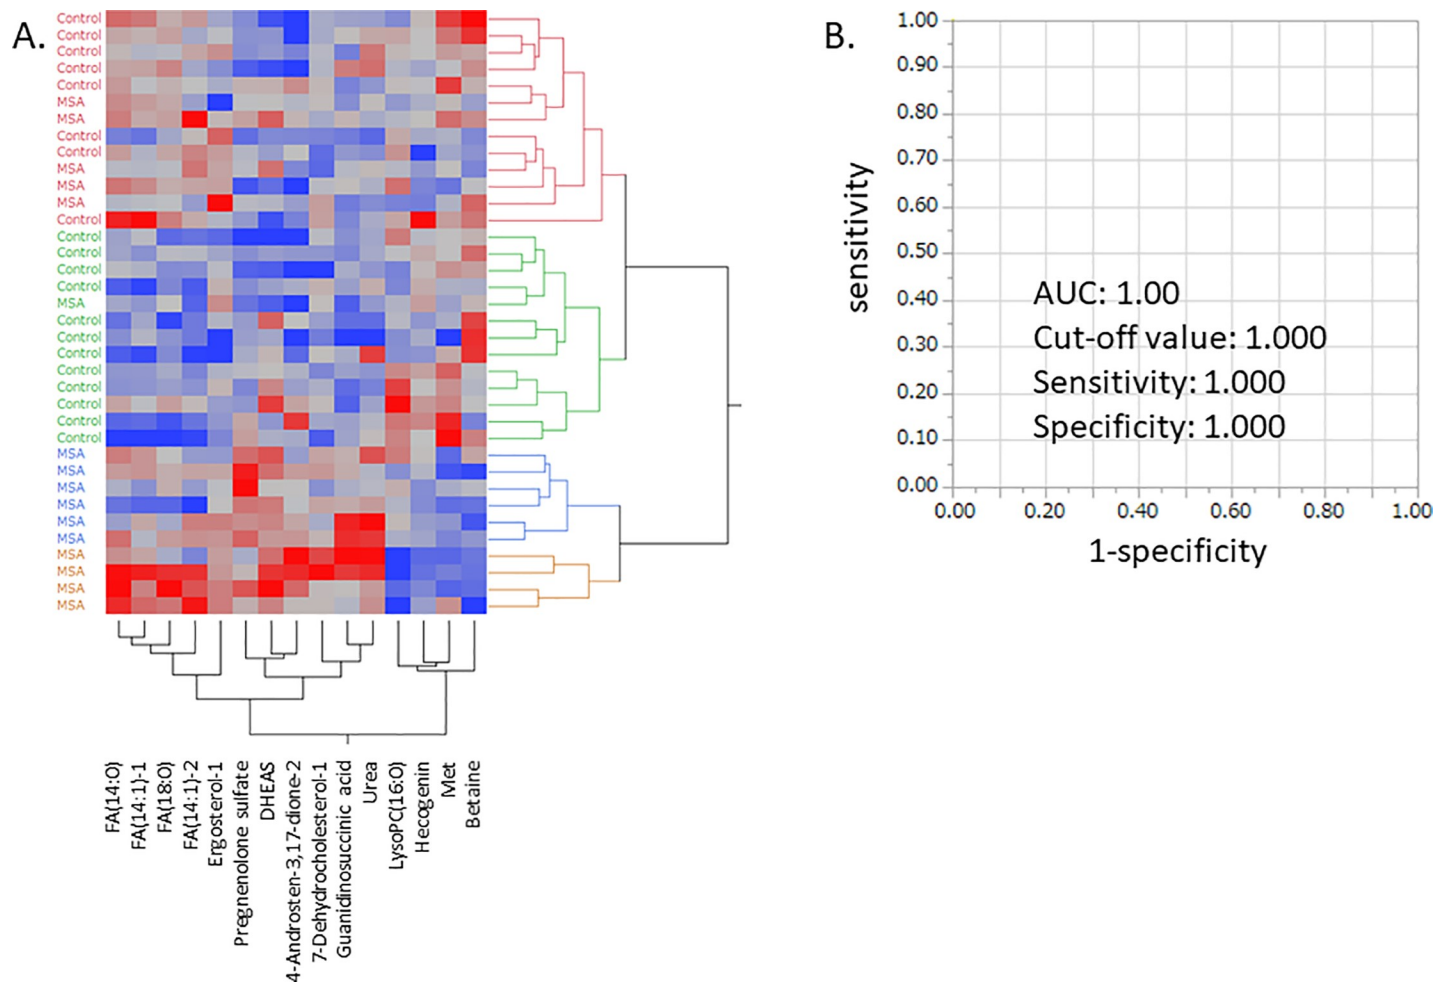 A.
Control
Control
Control
Control
Control
MSA
MSA
Control
Control
MSA
MSA
MSA
Control
Control
Control
Control
Control
MSA
Control
Control
Control
Control
Control
Control
Control
Control
MSA
MSA
MSA
MSA
MSA
MSA
MSA
MSA
MSA
MSA
FA(14:0)
FA(14:1)-1
FA(18:0)
FA(14:1)-2
Ergosterol-1
Pregnenolone sulfate
DHEAS
4-Androsten-3,17-dione-2
7-Dehydrocholesterol-1
Guanidinosuccinic acid
Urea
LysoPC(16:0)
Hecogenin
Met
Betaine
B.
sensitivity
1.00
0.90
0.80
0.70
0.60
0.50
0.40
0.30
0.20
0.10
0.00
AUC: 1.00
Cut-off value: 1.000
Sensitivity: 1.000
Specificity: 1.000
0.00 0.20 0.40 0.60 0.80 1.00
1-specificity